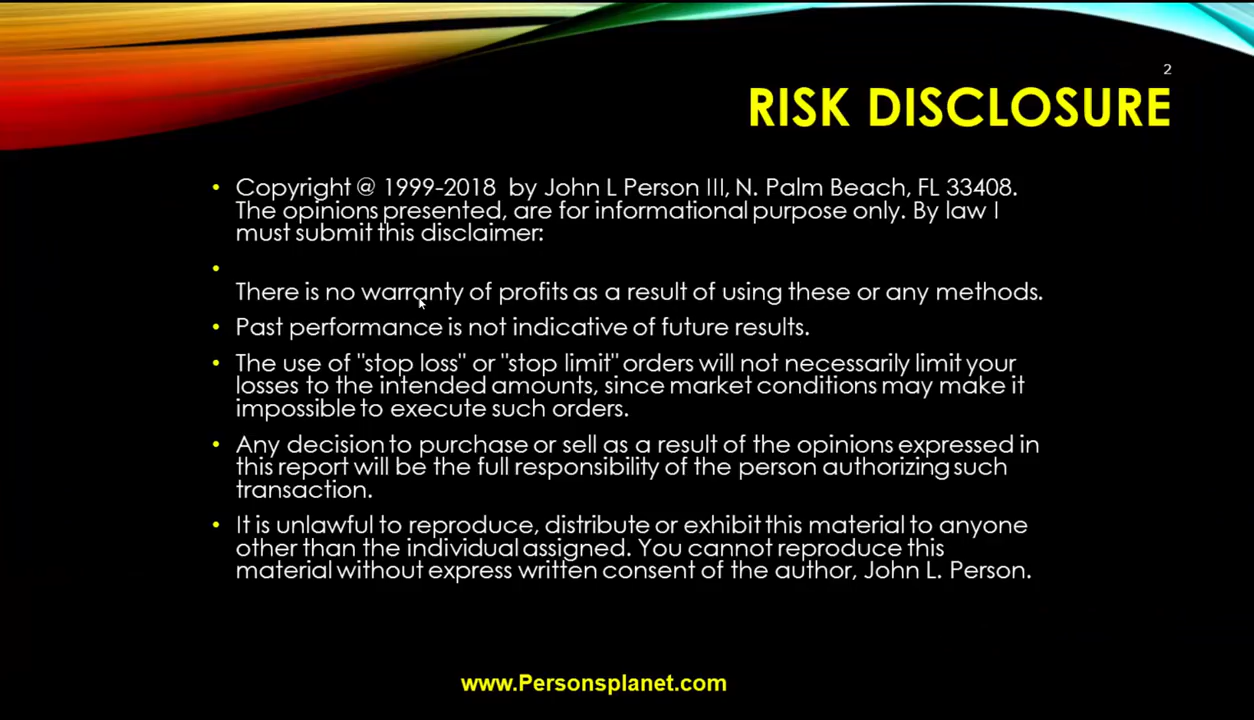 2
RISK DISCLOSURE
• Copyright @ 1999-2018 by John L Person III, N. Palm Beach, FL 33408.
The opinions presented, are for informational purpose only. By law I
must submit this disclaimer:
•
There is no warranty of profits as a result of using these or any methods.
• Past performance is not indicative of future results.
• The use of "stop loss" or "stop limit" orders will not necessarily limit your
losses to the intended amounts, since market conditions may make it
impossible to execute such orders.
• Any decision to purchase or sell as a result of the opinions expressed in
this report will be the full responsibility of the person authorizing such
transaction.
• It is unlawful to reproduce, distribute or exhibit this material to anyone
other than the individual assigned. You cannot reproduce this
material without express written consent of the author, John L. Person.
www.Personsplanet.com